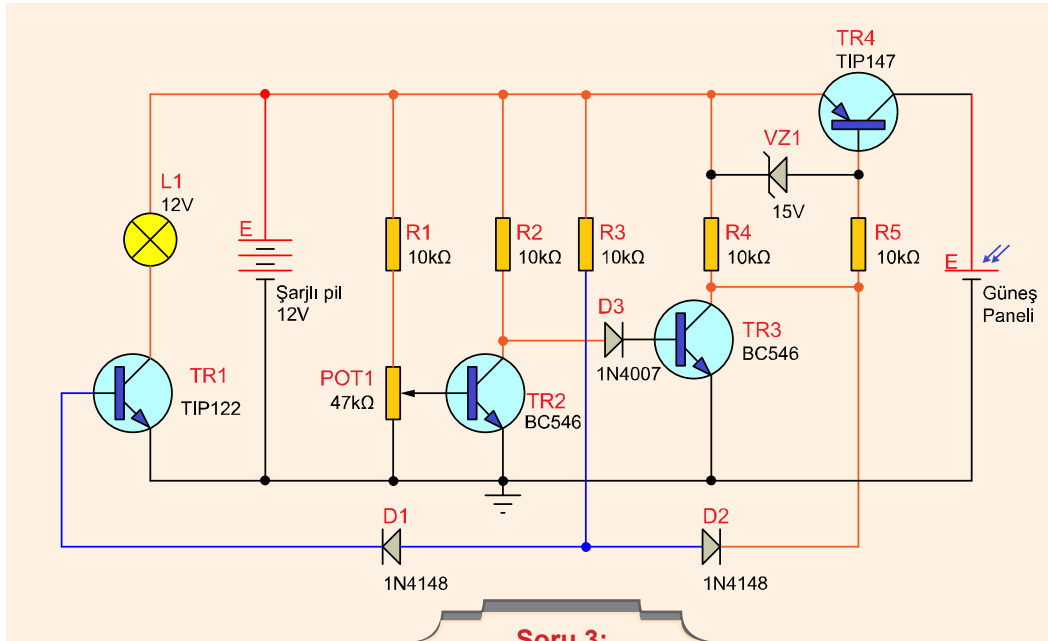 TR4
TIP147
VZ1
15V
L1
12V
E
Şarjlı pil
12V
R1
10kΩ
R2
10kΩ
R3
10kΩ
R4
10kΩ
R5
10kΩ
E
Güneş
Paneli
D3
1N4007
TR3
BC546
TR1
TIP122
POT1
47kΩ
TR2
BC546
D1
1N4148
D2
1N4148
Soru 3: